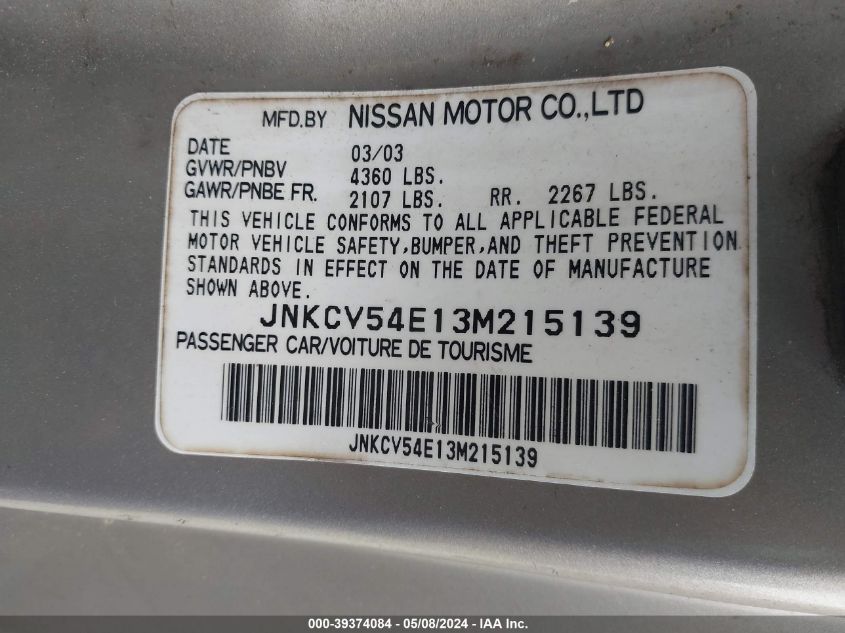 MFD.BY NISSAN MOTOR CO.,LTD
DATE 03/03
GVWR/PNBV 4360 LBS.
GAWR/PNBE FR. 2107 LBS. RR. 2267 LBS.
THIS VEHICLE CONFORMS TO ALL APPLICABLE FEDERAL
MOTOR VEHICLE SAFETY,BUMPER,AND THEFT PREVENTION
STANDARDS IN EFFECT ON THE DATE OF MANUFACTURE
SHOWN ABOVE.
JNKCV54E13M215139
PASSENGER CAR/VOITURE DE TOURISME
JNKCV54E13M215139
000-39374084 - 05/08/2024 - IAA Inc.